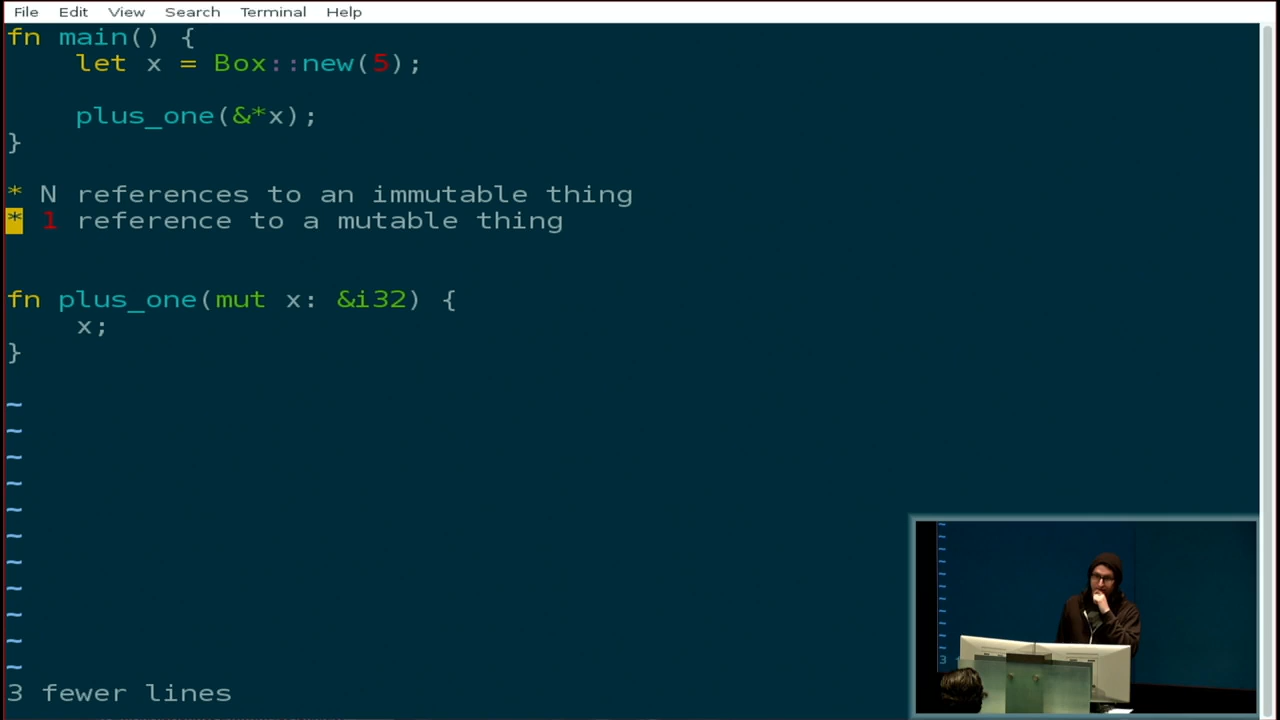 File Edit View Search Terminal Help
fn main() {
    let x = Box::new(5);
    plus_one(&*x);
}
* N references to an immutable thing
* 1 reference to a mutable thing
fn plus_one(mut x: &i32) {
    x;
}
~
~
~
~
~
~
~
~
~
~
~
3 fewer lines